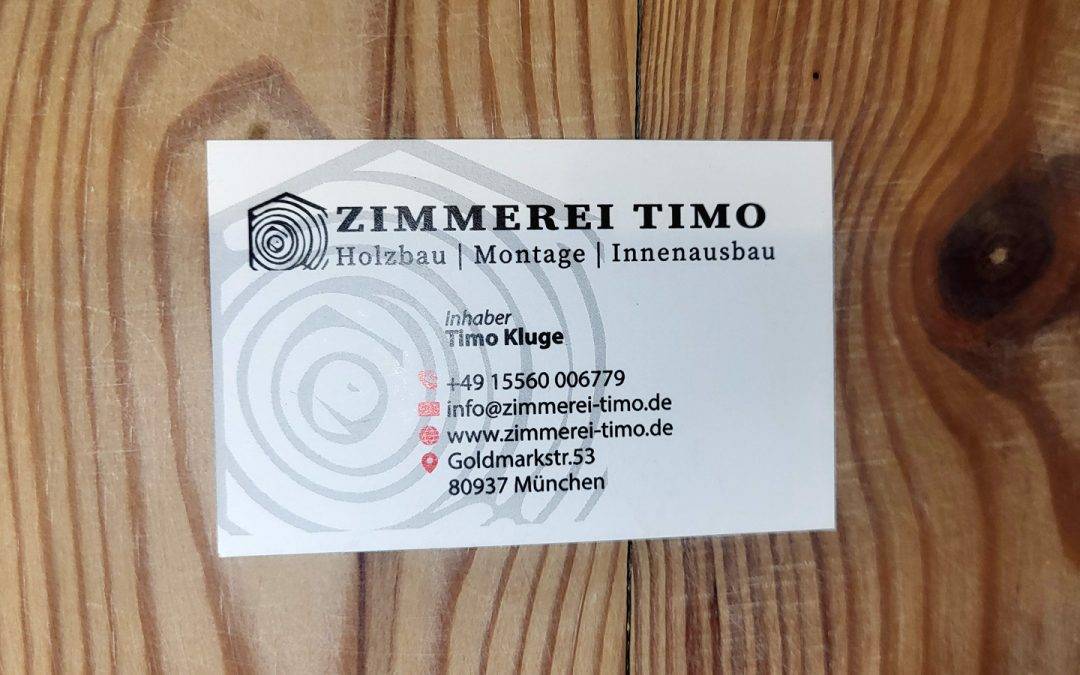 ZIMMEREI TIMO
Holzbau | Montage | Innenausbau
Inhaber
Timo Kluge
+49 15560 006779
info@zimmerei-timo.de
www.zimmerei-timo.de
Goldmarkstr.53
80937 München